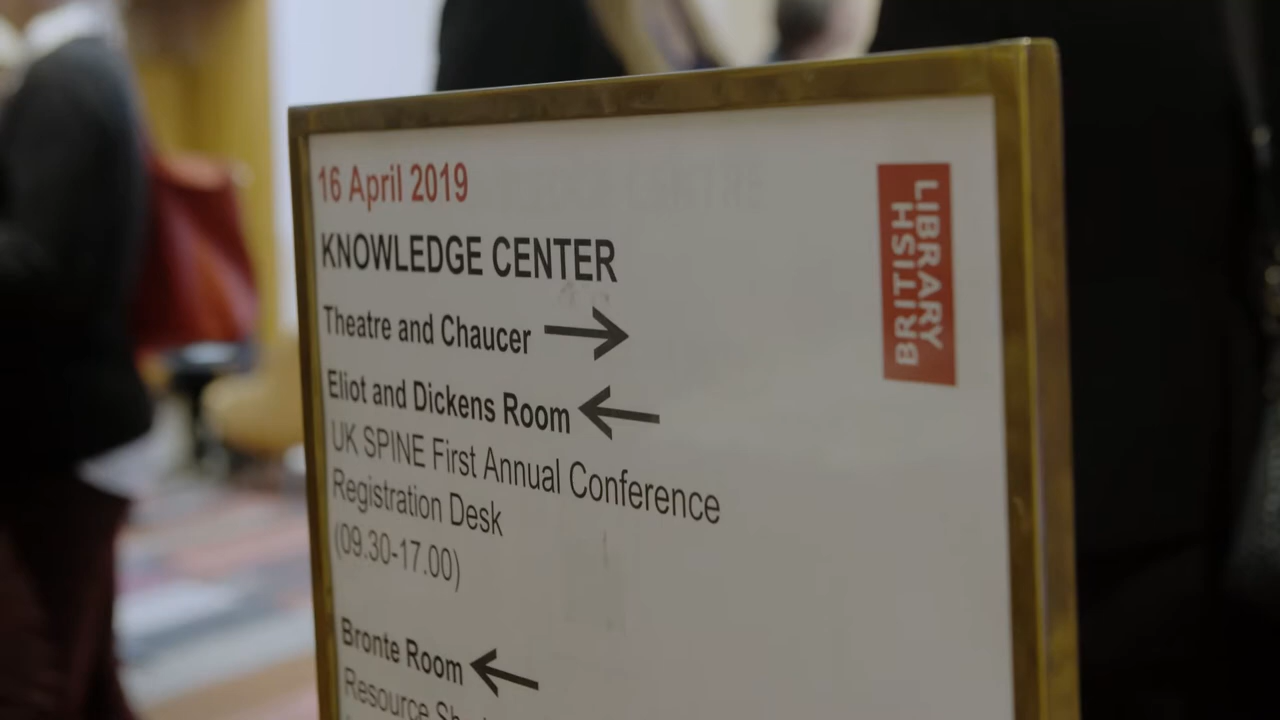 16 April 2019
KNOWLEDGE CENTER
Theatre and Chaucer →
Eliot and Dickens Room ←
UK SPINE First Annual Conference
Registration Desk
(09.30-17.00)
Bronte Room ←
Resource
LIBRARY
BRITISH